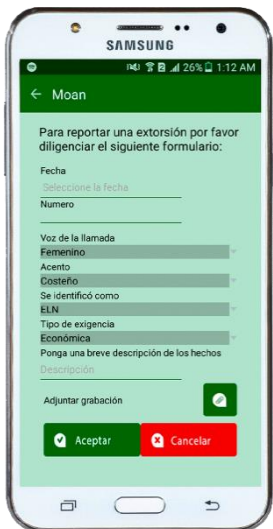 SAMSUNG
26% 1:12 AM
Moan
Para reportar una extorsión por favor
diligenciar el siguiente formulario:
Fecha
Seleccione la fecha
Numero
Voz de la llamada
Femenino
Acento
Costeño
Se identificó como
ELN
Tipo de exigencia
Económica
Ponga una breve descripción de los hechos
Descripción
Adjuntar grabación
Aceptar
Cancelar